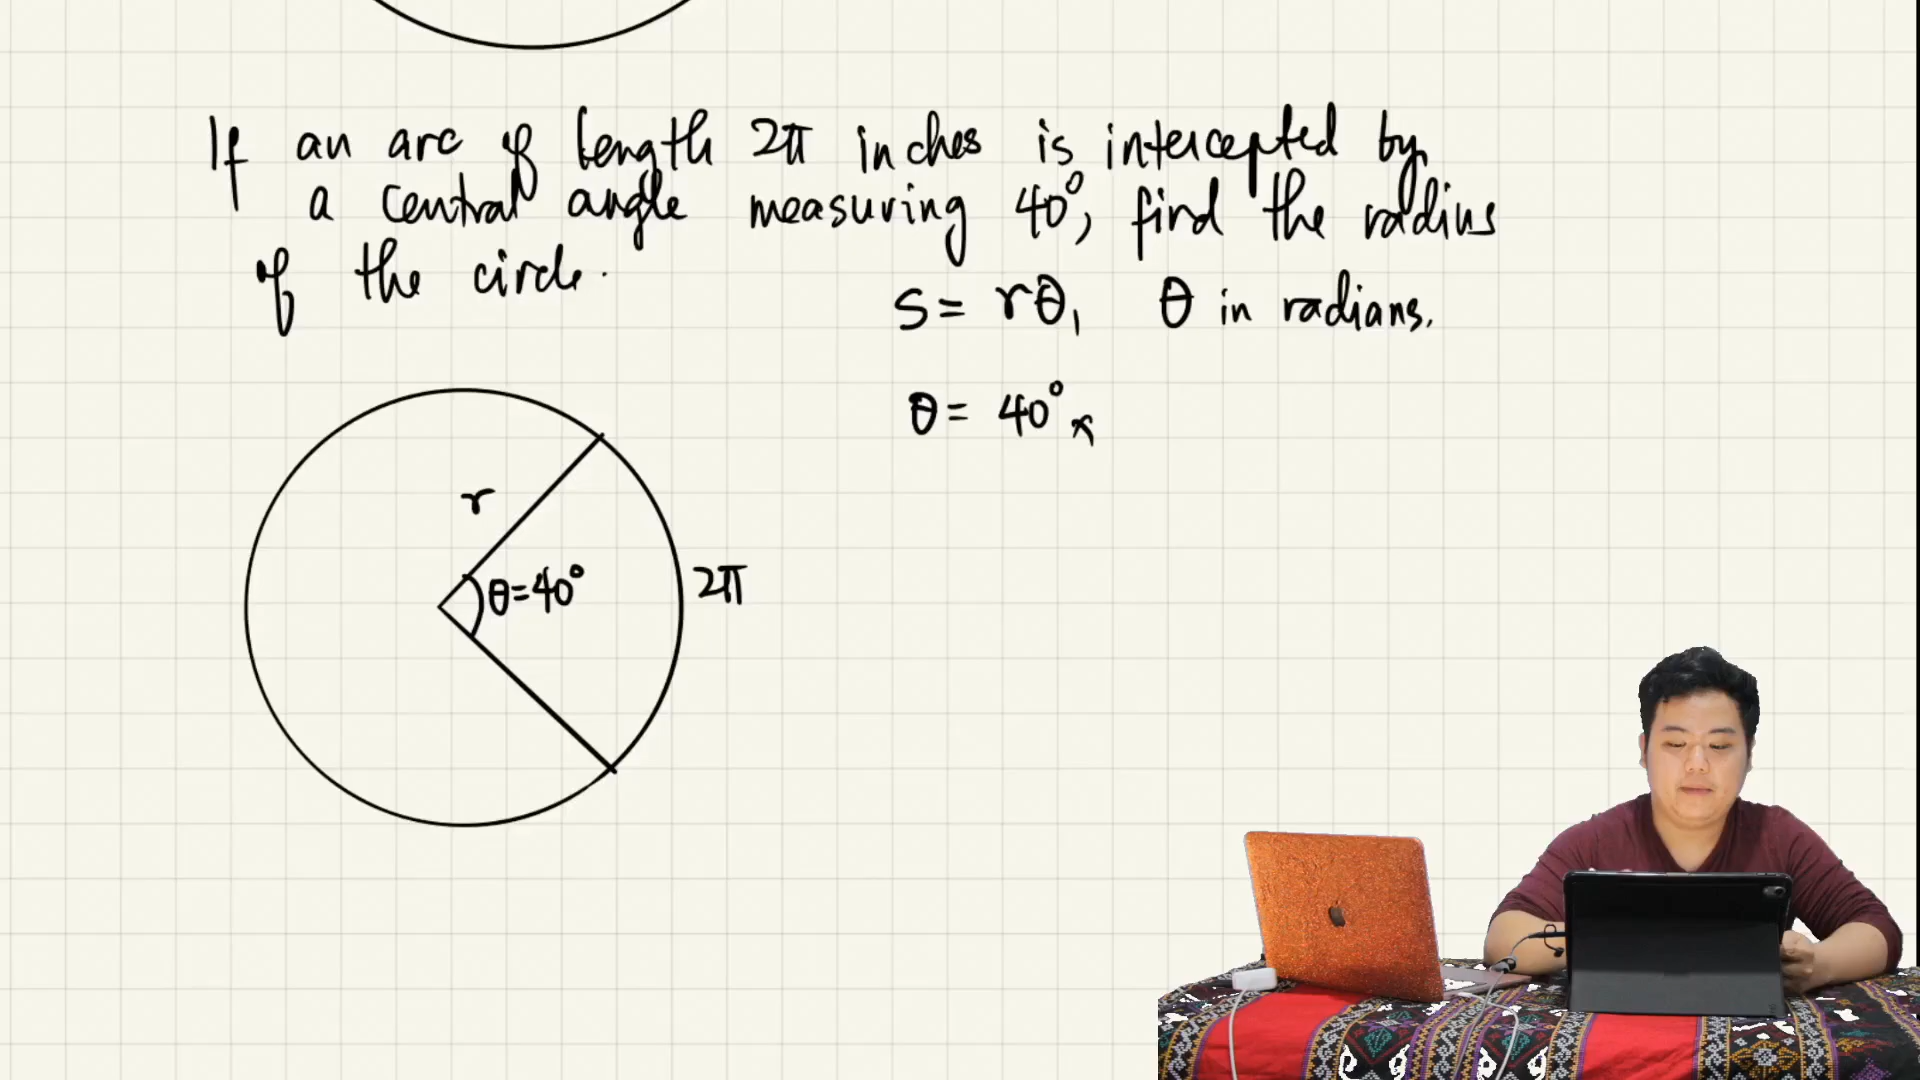 If an arc of length 2π inches is intercepted by
a central angle measuring 40°, find the radius
of the circle.
S = rθ, θ in radians.
θ = 40° x
r
θ=40°
2π